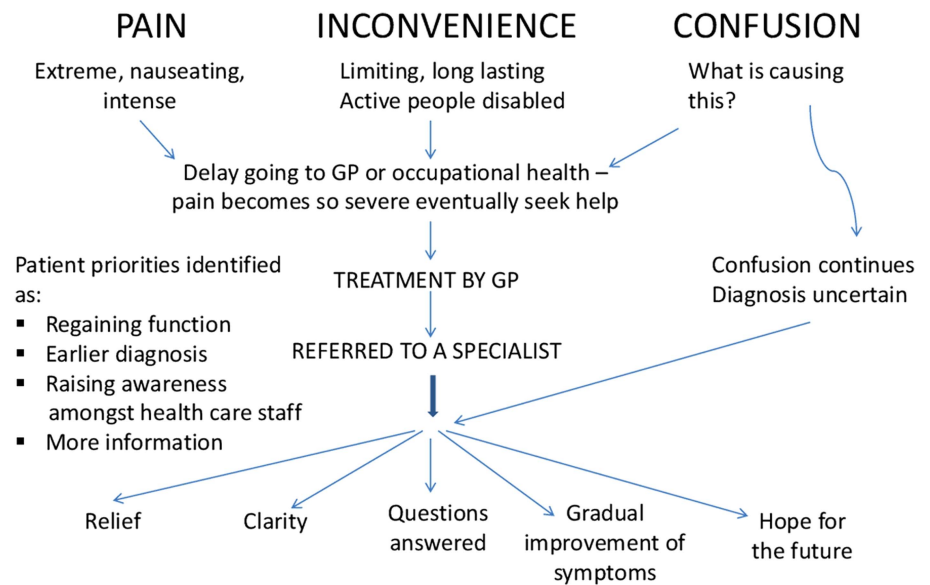 PAIN
INCONVENIENCE
CONFUSION
Extreme, nauseating,
intense
Limiting, long lasting
Active people disabled
What is causing
this?
Delay going to GP or occupational health –
pain becomes so severe eventually seek help
Patient priorities identified
as:
▪ Regaining function
▪ Earlier diagnosis
▪ Raising awareness
amongst health care staff
▪ More information
TREATMENT BY GP
REFERRED TO A SPECIALIST
Confusion continues
Diagnosis uncertain
Relief
Clarity
Questions
answered
Gradual
improvement of
symptoms
Hope for
the future